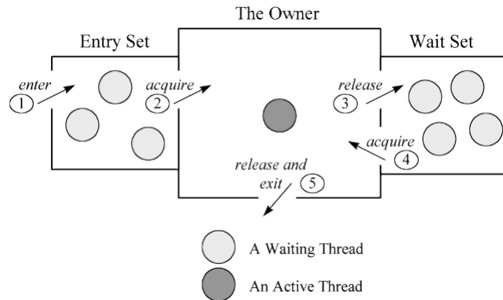 The Owner
Entry Set
Wait Set
enter
1
acquire
2
release
3
acquire
4
release and
exit
5
A Waiting Thread
An Active Thread